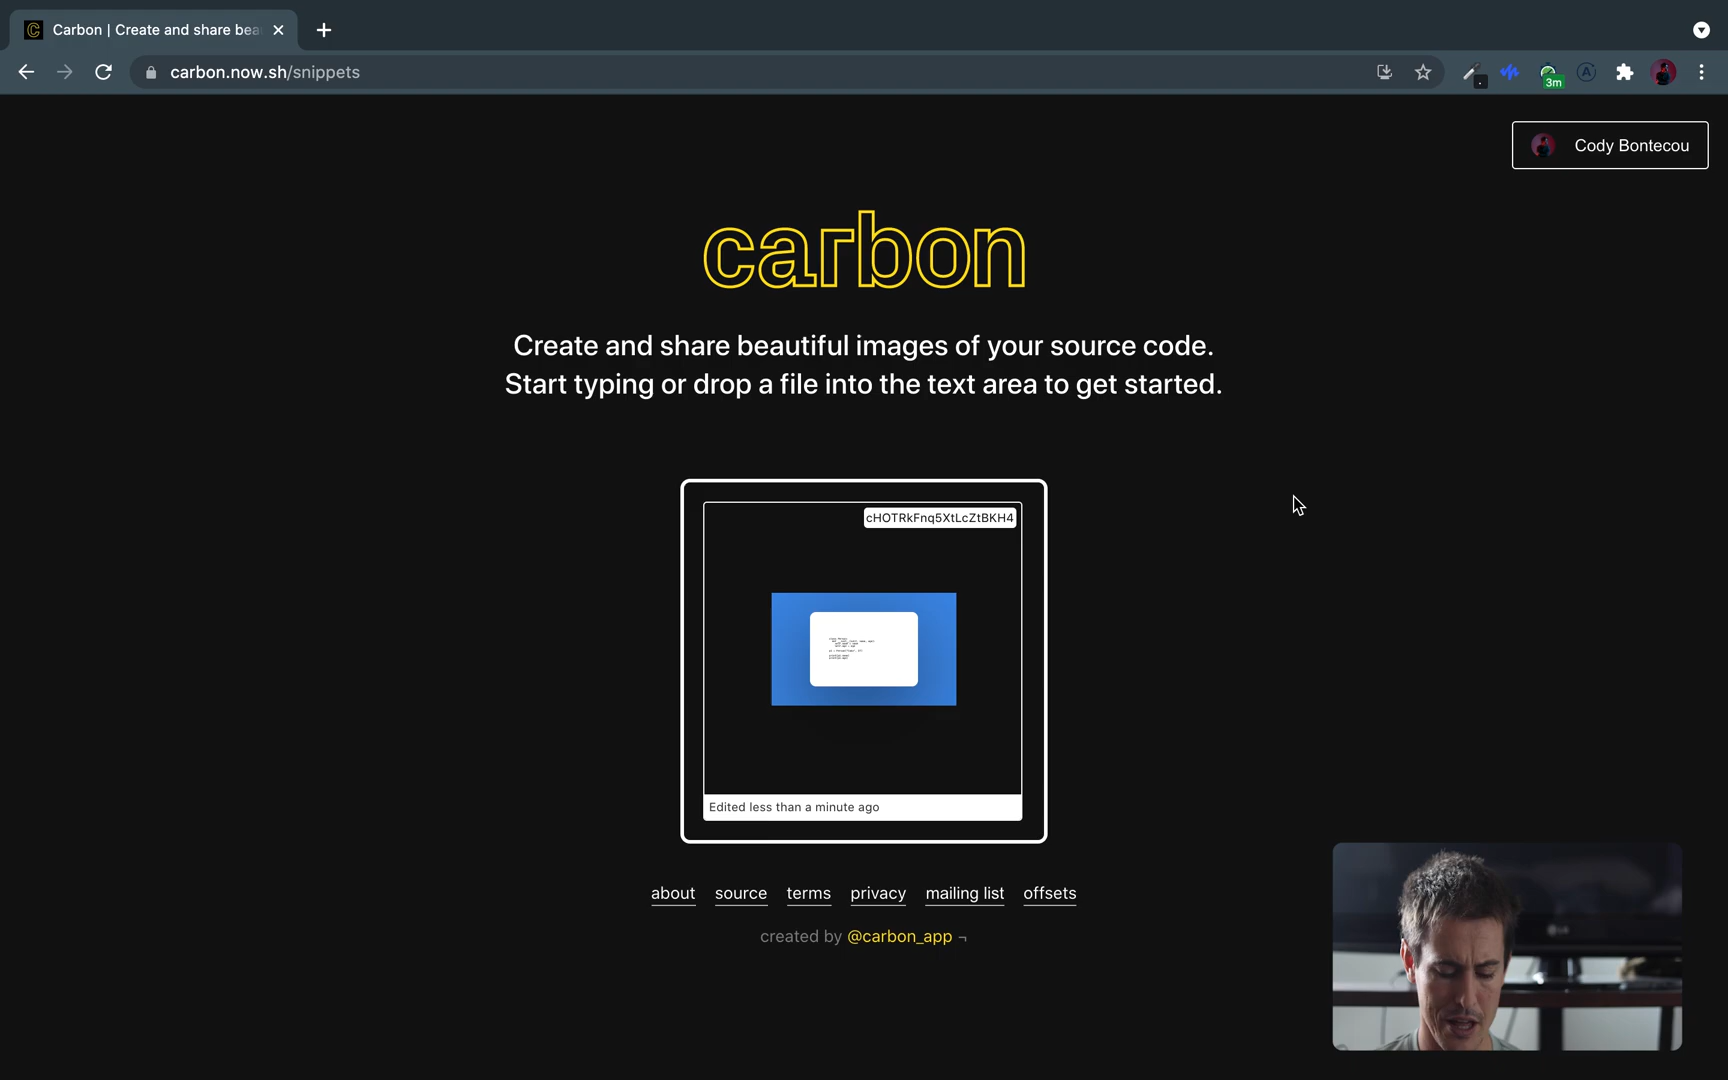 Carbon | Create and share bea
carbon.now.sh/snippets
3m
Cody Bontecou
carbon
Create and share beautiful images of your source code.
Start typing or drop a file into the text area to get started.
cHOTRkFnq5XtLcZtBKH4
Edited less than a minute ago
about source terms privacy mailing list offsets
created by @carbon_app ¬
LG